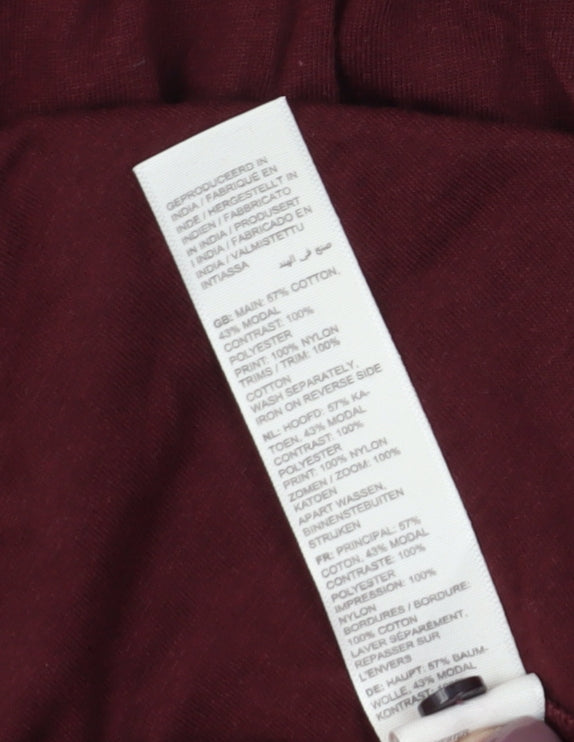 GEPRODUCEERD IN
INDIA / FABRIQUE EN
INDE / HERGESTELLT IN
INDIEN / FABBRICATO
IN INDIA / PRODUSERT
I INDIA / FABRICADO EN
INDIA / VALMISTETTU
INTIASSA صنع في الهند
GB: MAIN: 57% COTTON,
43% MODAL
CONTRAST: 100%
POLYESTER
PRINT: 100% NYLON
TRIMS / TRIM: 100%
COTTON
WASH SEPARATELY,
IRON ON REVERSE SIDE
NL: HOOFD: 57% KA-
TOEN, 43% MODAL
CONTRAST: 100%
POLYESTER
PRINT: 100% NYLON
ZOMEN / ZOOM: 100%
KATOEN
APART WASSEN,
BINNENSTEBUITEN
STRIJKEN
FR: PRINCIPAL: 57%
COTON, 43% MODAL
CONTRASTE: 100%
POLYESTER
IMPRESSION: 100%
NYLON
BORDURES / BORDURE:
100% COTON
LAVER SÉPARÉMENT,
REPASSER SUR
L'ENVERS
DE: HAUPT: 57% BAUM-
WOLLE, 43% MODAL